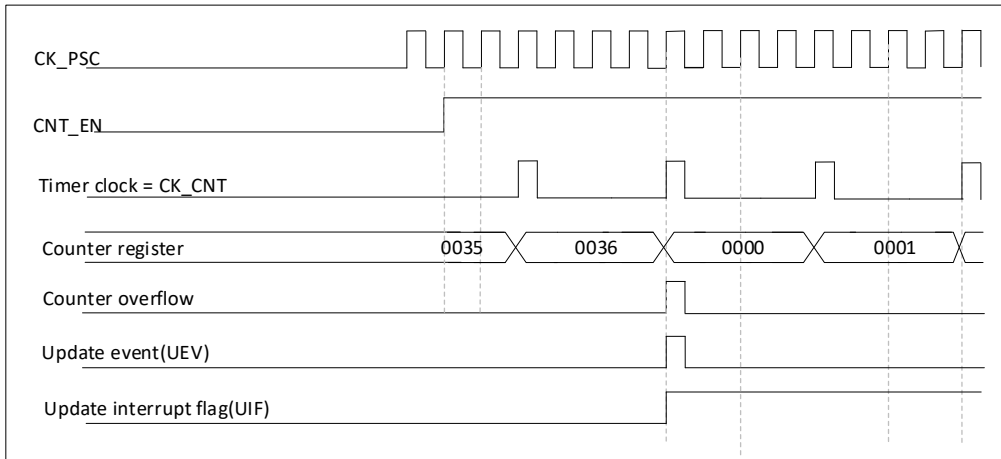 CK_PSC
CNT_EN
Timer clock = CK_CNT
Counter register 0035 0036 0000 0001
Counter overflow
Update event(UEV)
Update interrupt flag(UIF)